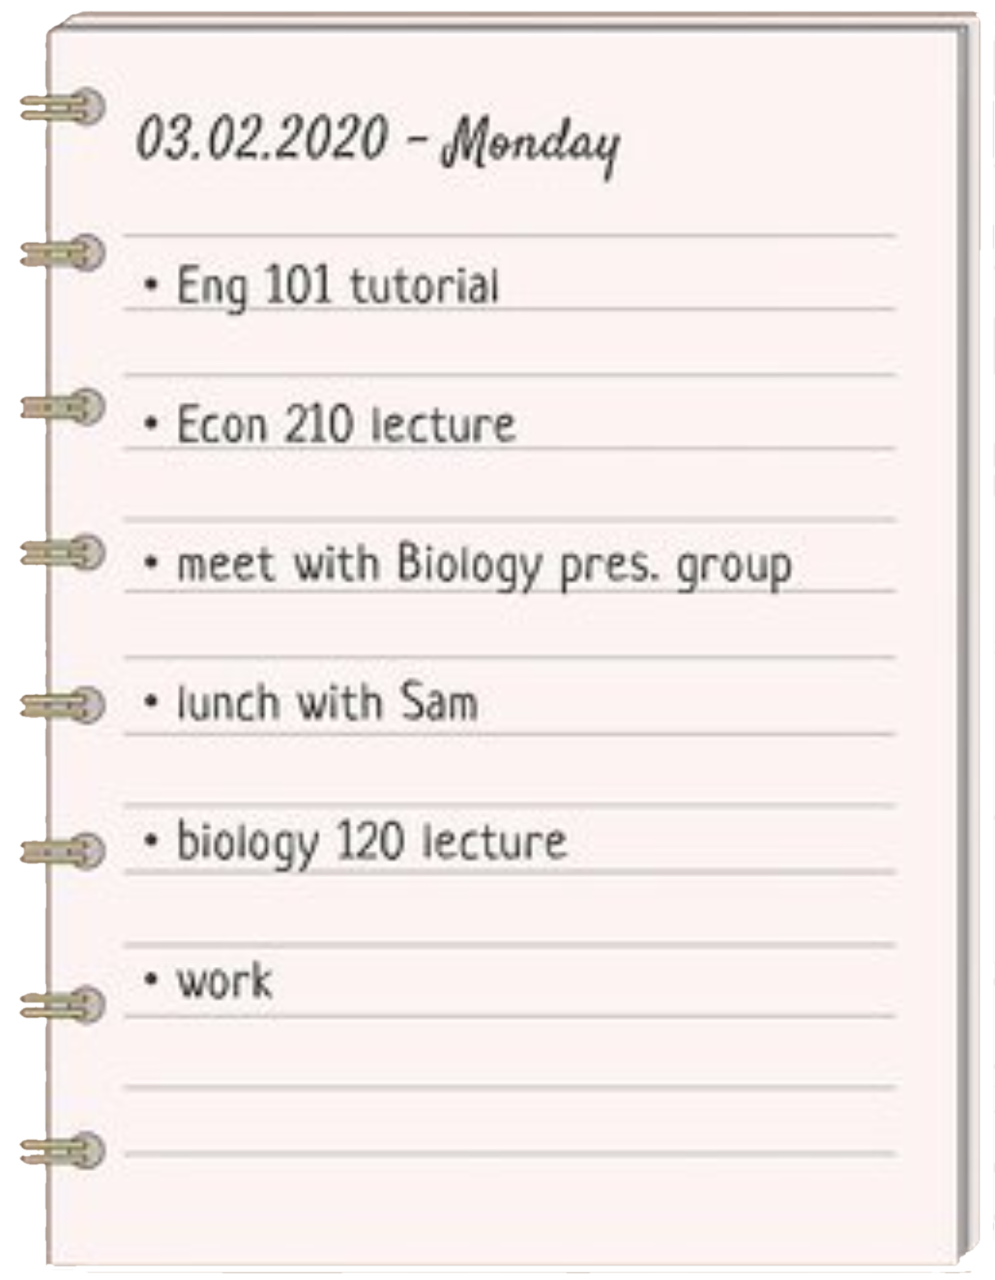 03.02.2020 - Monday
• Eng 101 tutorial
• Econ 210 lecture
• meet with Biology pres. group
• lunch with Sam
• biology 120 lecture
• work